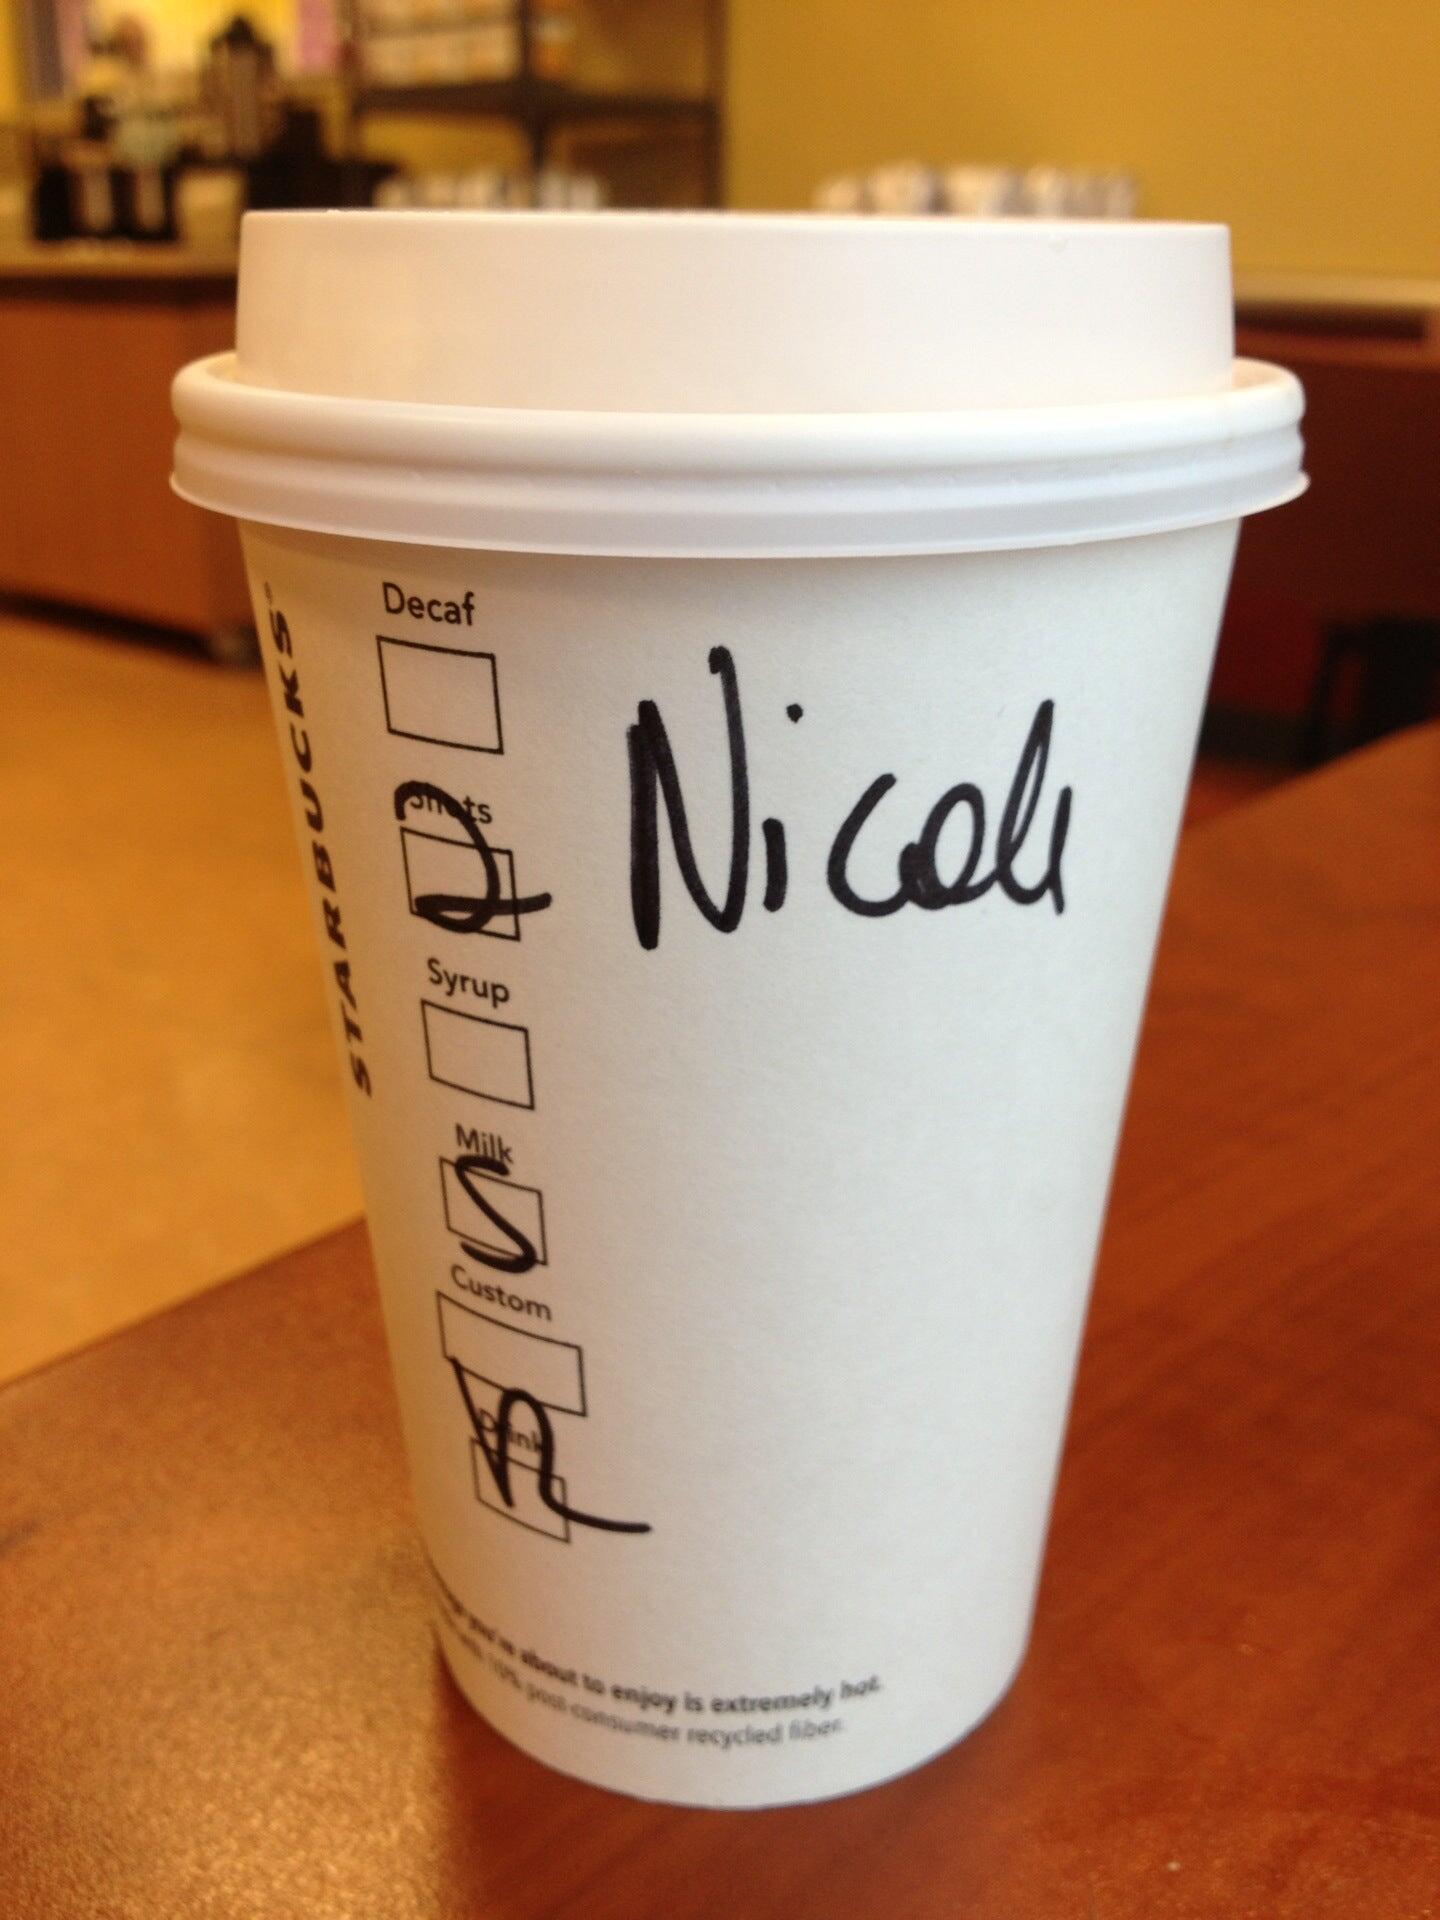 STARBUCKS
Decaf
Nicole
Shots
2
Syrup
Milk
S
Custom
Drink
you're about to enjoy is extremely hot.
10% post-consumer recycled fiber.